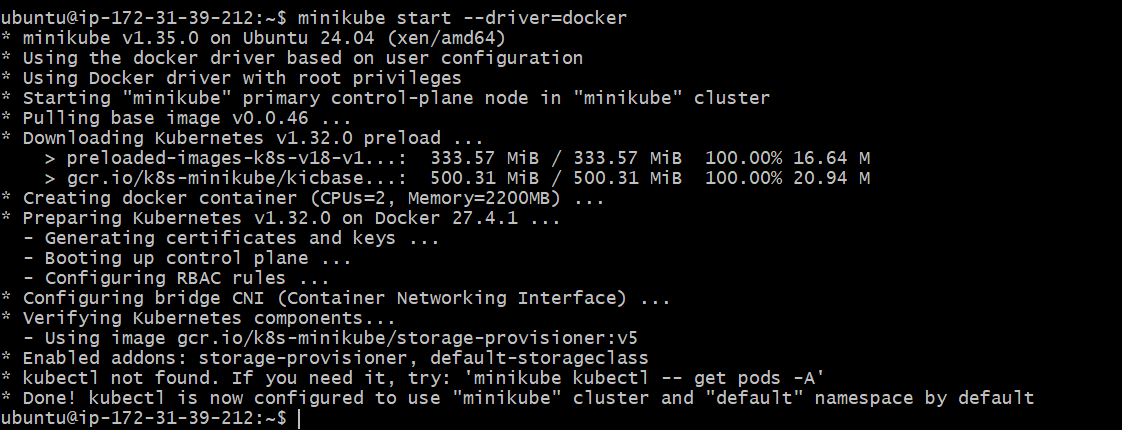 ubuntu@ip-172-31-39-212:~$ minikube start --driver=docker
* minikube v1.35.0 on Ubuntu 24.04 (xen/amd64)
* Using the docker driver based on user configuration
* Using Docker driver with root privileges
* Starting "minikube" primary control-plane node in "minikube" cluster
* Pulling base image v0.0.46 ...
* Downloading Kubernetes v1.32.0 preload ...
    > preloaded-images-k8s-v18-v1...:  333.57 MiB / 333.57 MiB  100.00% 16.64 M
    > gcr.io/k8s-minikube/kicbase...:  500.31 MiB / 500.31 MiB  100.00% 20.94 M
* Creating docker container (CPUs=2, Memory=2200MB) ...
* Preparing Kubernetes v1.32.0 on Docker 27.4.1 ...
  - Generating certificates and keys ...
  - Booting up control plane ...
  - Configuring RBAC rules ...
* Configuring bridge CNI (Container Networking Interface) ...
* Verifying Kubernetes components...
  - Using image gcr.io/k8s-minikube/storage-provisioner:v5
* Enabled addons: storage-provisioner, default-storageclass
* kubectl not found. If you need it, try: 'minikube kubectl -- get pods -A'
* Done! kubectl is now configured to use "minikube" cluster and "default" namespace by default
ubuntu@ip-172-31-39-212:~$